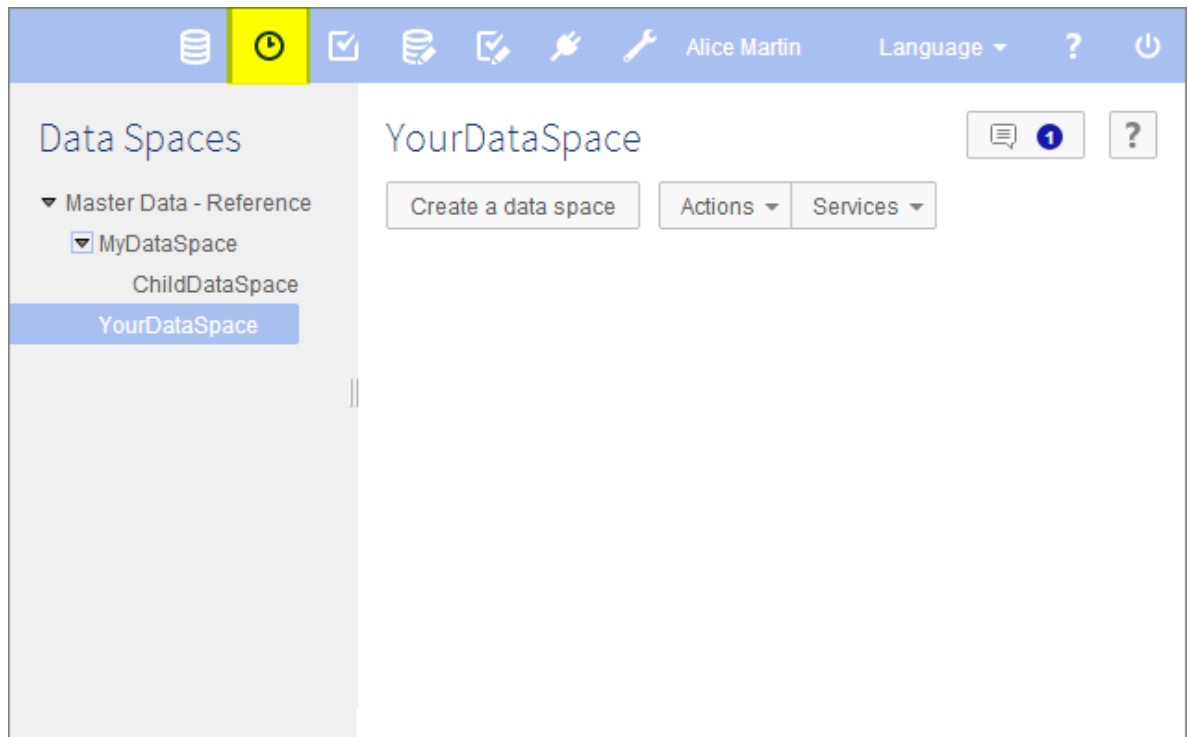 Alice Martin Language ?
Data Spaces
Master Data - Reference
MyDataSpace
ChildDataSpace
YourDataSpace
YourDataSpace
1 ?
Create a data space Actions Services